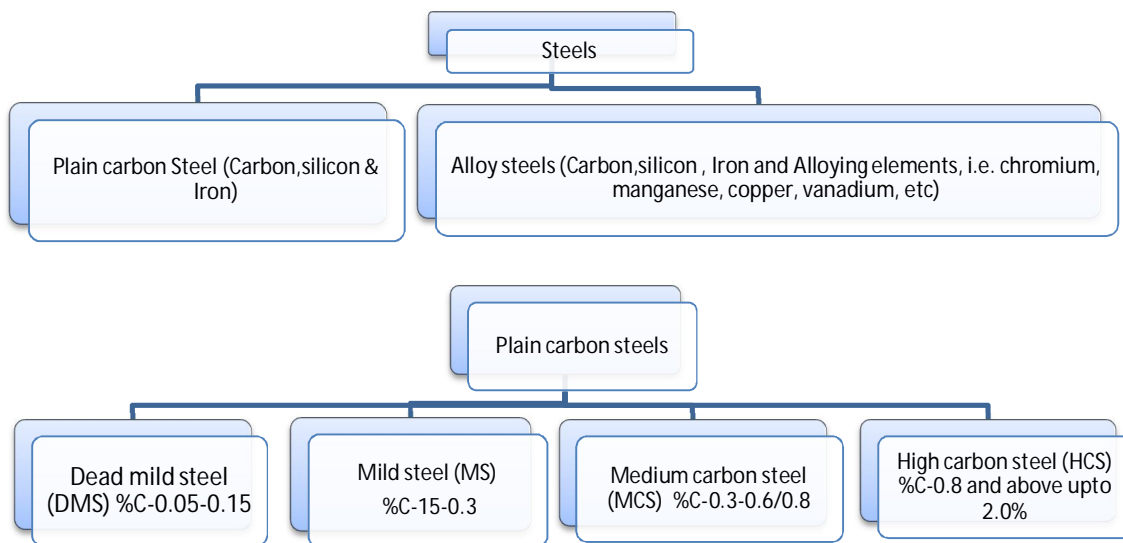 Steels
Plain carbon Steel (Carbon,silicon &
Iron)
Alloy steels (Carbon,silicon , Iron and Alloying elements, i.e. chromium,
manganese, copper, vanadium, etc)
Plain carbon steels
Dead mild steel
(DMS) %C-0.05-0.15
Mild steel (MS)
%C-15-0.3
Medium carbon steel
(MCS) %C-0.3-0.6/0.8
High carbon steel (HCS)
%C-0.8 and above upto
2.0%